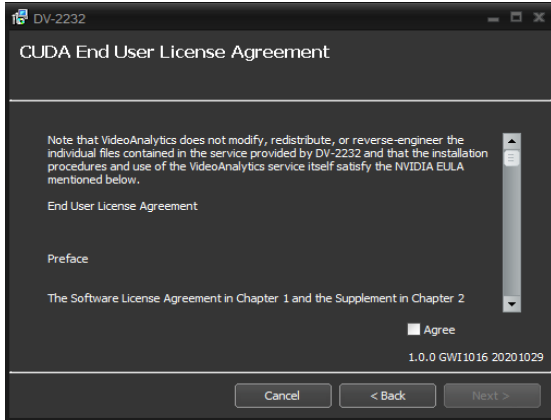 DV-2232
CUDA End User License Agreement
Note that VideoAnalytics does not modify, redistribute, or reverse-engineer the
individual files contained in the service provided by DV-2232 and that the installation
procedures and use of the VideoAnalytics service itself satisfy the NVIDIA EULA
mentioned below.
End User License Agreement
Preface
The Software License Agreement in Chapter 1 and the Supplement in Chapter 2
Agree
1.0.0 GWI1016 20201029
Cancel
< Back
Next >